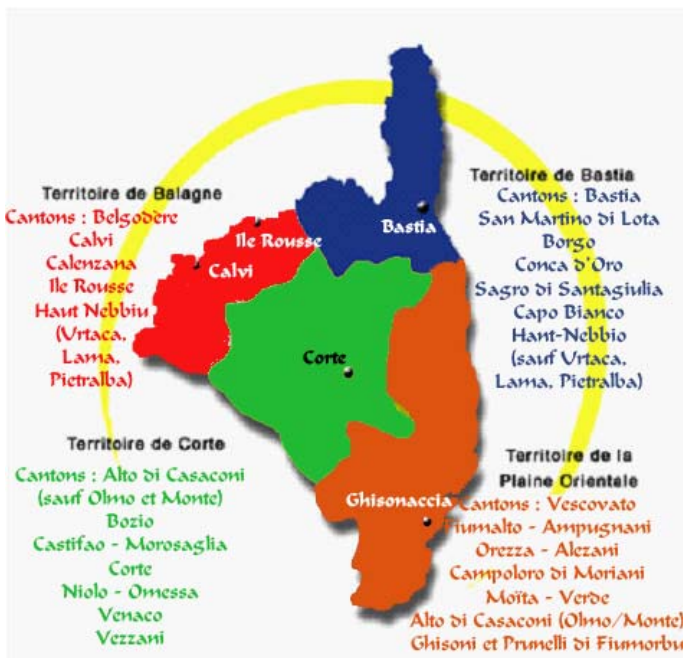 Territoire de Balagne
Cantons : Belgodère
Calvi
Calenzana
Ile Rousse
Haut Nebbiu
(Urtaca,
Lama,
Pietralba)
Territoire de Bastia
Cantons : Bastia
San Martino di Lota
Borgo
Conca d'Oro
Sagro di Santagiulia
Capo Bianco
Hant-Nebbio
(sauf Urtaca,
Lama, Pietralba)
Bastia
Ile Rousse
Calvi
Corte
Ghisonaccia
Territoire de Corte
Cantons : Alto di Casaconi
(sauf Olmo et Monte)
Bozio
Castifao - Morosaglia
Corte
Niolo - Omessa
Venaco
Vezzani
Territoire de la
Plaine Orientale
Cantons : Vescovato
Fiumalto - Ampugnani
Orezza - Alezani
Campoloro di Moriani
Moïta - Verde
Alto di Casaconi (Olmo/Monte)
Ghisoni et Prunelli di Fiumorbu